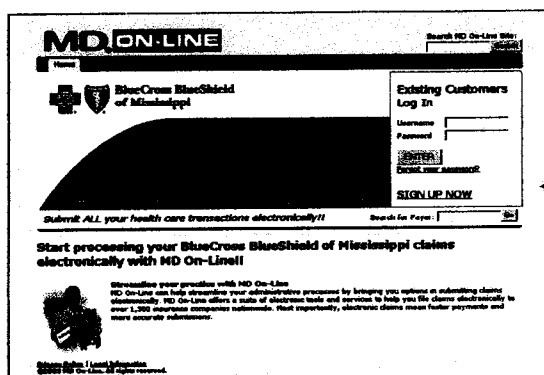 MD ON-LINE
Search MD On-Line Site:
Home
BlueCross BlueShield
of Mississippi
Existing Customers
Log In
Username
Password
ENTER
Forgot your password?
SIGN UP NOW
Submit ALL your health care transactions electronically!!
Search for Payer:
Go
Start processing your BlueCross BlueShield of Mississippi claims
electronically with MD On-Line!!
Streamline your practice with MD On-Line
MD On-Line can help streamline your administrative processes by bringing you options in submitting claims
electronically. MD On-Line offers a suite of electronic tools and services to help you file claims electronically to
over 1,300 insurance companies nationwide. Most importantly, electronic claims mean faster payments and
more accurate submissions.
Privacy Policy | Legal Information
MD On-Line. All rights reserved.